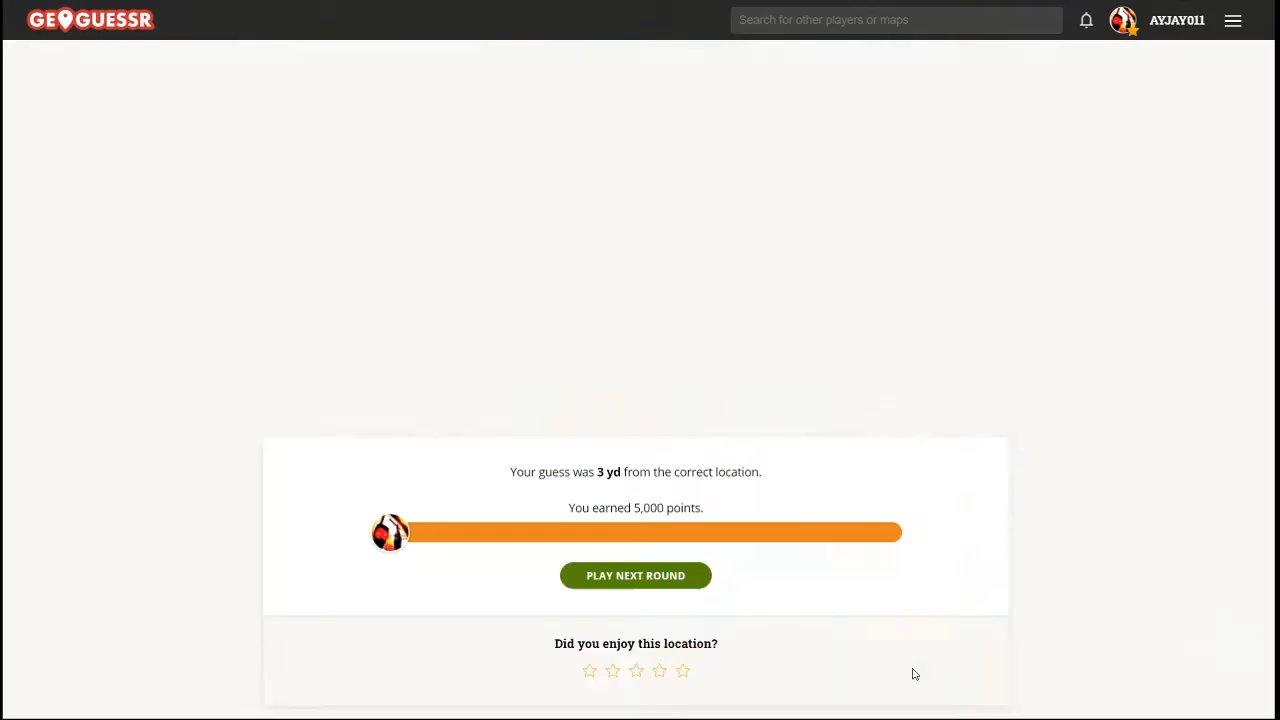 GEOGUESSR
Search for other players or maps
AYJAY011
Your guess was 3 yd from the correct location.
You earned 5,000 points.
PLAY NEXT ROUND
Did you enjoy this location?